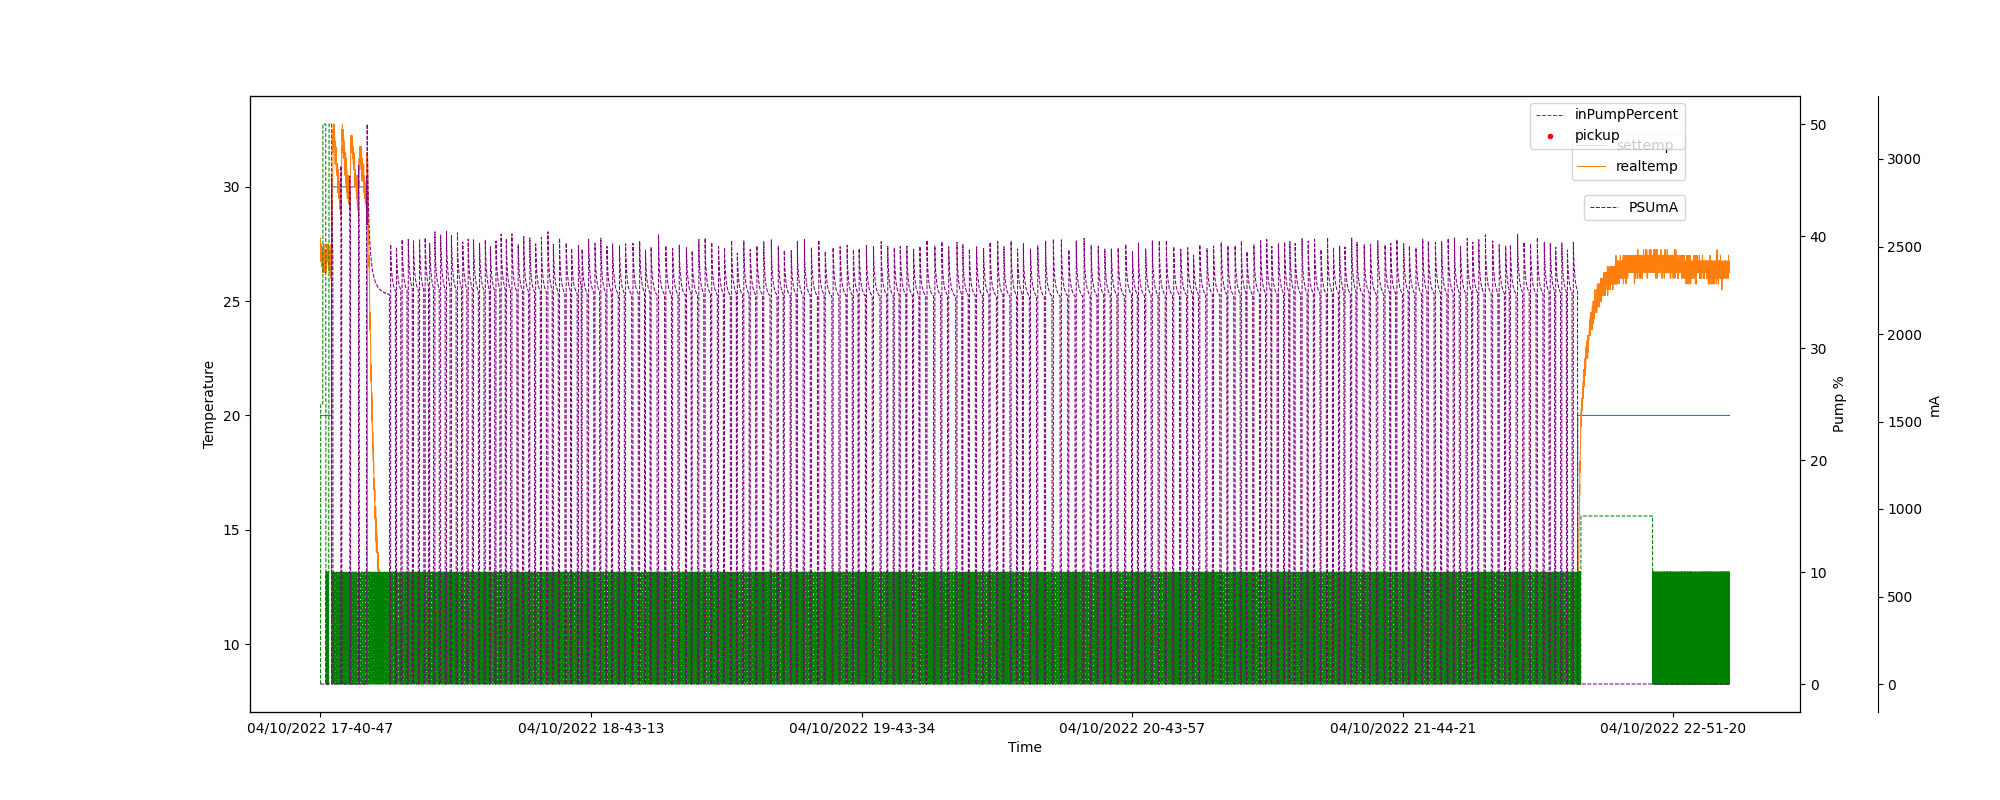 inPumpPercent
pickup
settemp
realtemp
PSUmA
30
25
20
15
10
Temperature
50
40
30
20
10
0
Pump %
3000
2500
2000
1500
1000
500
0
mA
04/10/2022 17-40-47
04/10/2022 18-43-13
04/10/2022 19-43-34
04/10/2022 20-43-57
04/10/2022 21-44-21
04/10/2022 22-51-20
Time